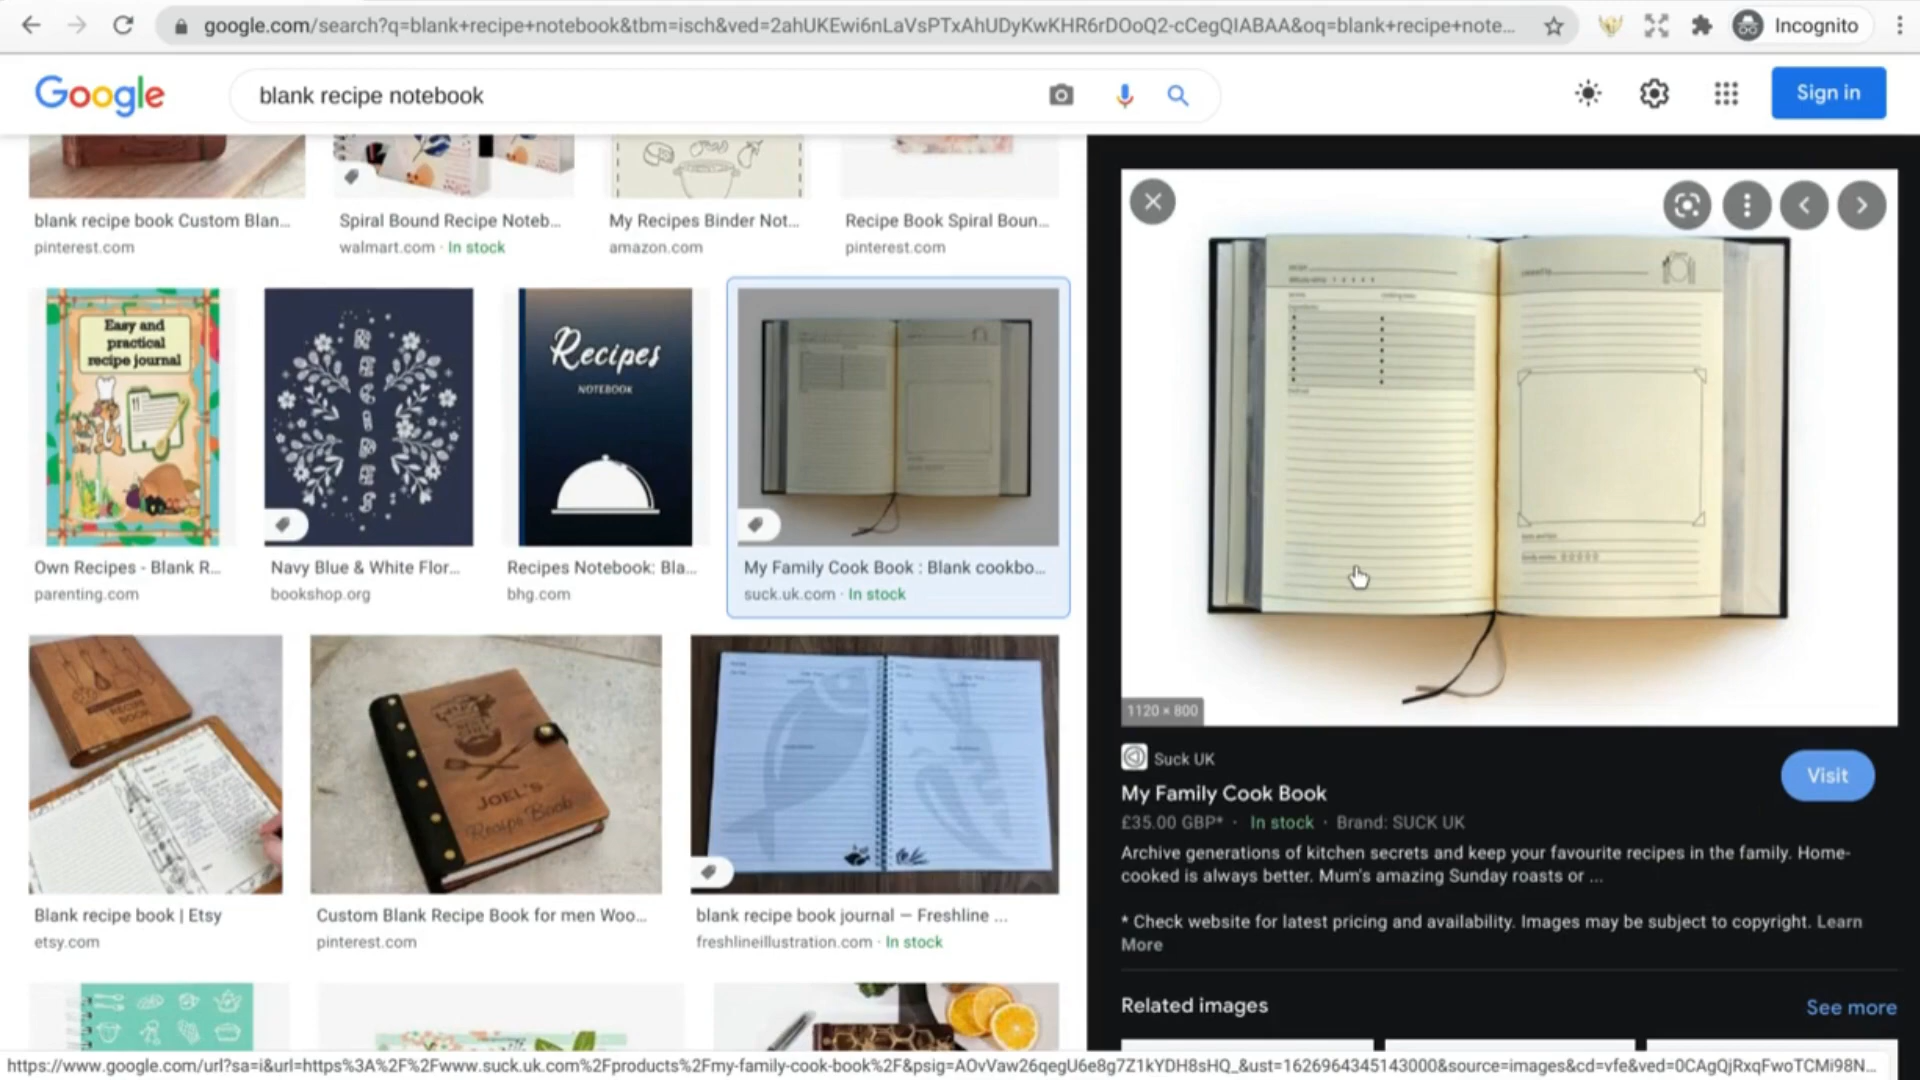 google.com/search?q=blank+recipe+notebook&tbm=isch&ved=2ahUKEwi6nLaVsPTxAhUDyKwKHR6rDOoQ2-cCegQIABAA&oq=blank+recipe+note...
Incognito
Google
blank recipe notebook
Sign in
blank recipe book Custom Blan...
pinterest.com
Spiral Bound Recipe Noteb...
walmart.com · In stock
My Recipes Binder Not...
amazon.com
Recipe Book Spiral Boun...
pinterest.com
Easy and
practical
recipe journal
RECIPES
Recipes
NOTEBOOK
Own Recipes - Blank R...
parenting.com
Navy Blue & White Flor...
bookshop.org
Recipes Notebook: Bla...
bhg.com
My Family Cook Book : Blank cookbo...
suck.uk.com · In stock
RECIPE
BOOK
JOEL'S
Recipe Book
Blank recipe book | Etsy
etsy.com
Custom Blank Recipe Book for men Woo...
pinterest.com
blank recipe book journal — Freshline ...
freshlineillustration.com · In stock
1120 × 800
Suck UK
Visit
My Family Cook Book
£35.00 GBP* · In stock · Brand: SUCK UK
Archive generations of kitchen secrets and keep your favourite recipes in the family. Home-
cooked is always better. Mum's amazing Sunday roasts or ...
* Check website for latest pricing and availability. Images may be subject to copyright. Learn
More
Related images
See more
https://www.google.com/url?sa=i&url=https%3A%2F%2Fwww.suck.uk.com%2Fproducts%2Fmy-family-cook-book%2F&psig=AOvVaw26qegU6e8g7Z1kYDH8sHQ_&ust=1626964345143000&source=images&cd=vfe&ved=0CAgQjRxqFwoTCMi98N...